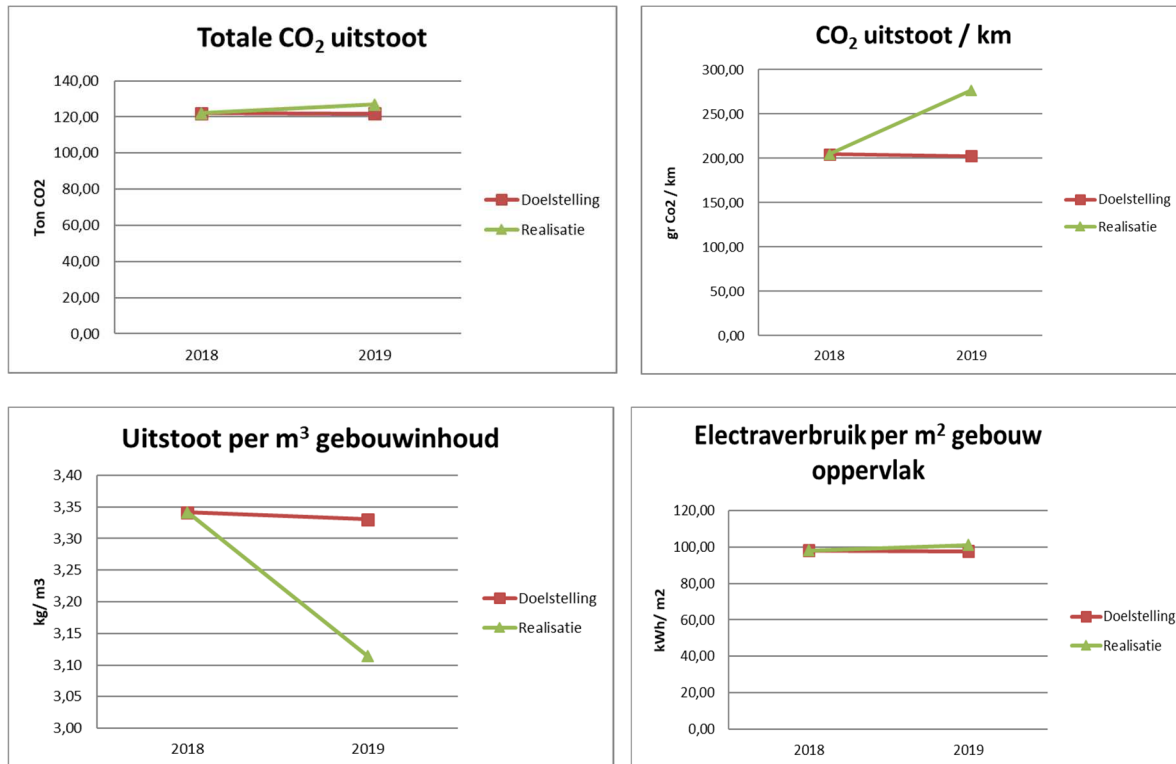 Totale CO₂ uitstoot
140,00
120,00
100,00
80,00
60,00
40,00
20,00
0,00
Ton CO2
2018
2019
Doelstelling
Realisatie
CO₂ uitstoot / km
300,00
250,00
200,00
150,00
100,00
50,00
0,00
gr Co2 / km
2018
2019
Doelstelling
Realisatie
Uitstoot per m³ gebouwinhoud
3,40
3,35
3,30
3,25
3,20
3,15
3,10
3,05
3,00
kg/ m3
2018
2019
Doelstelling
Realisatie
Electraverbruik per m² gebouw
oppervlak
120,00
100,00
80,00
60,00
40,00
20,00
0,00
kWh/ m2
2018
2019
Doelstelling
Realisatie